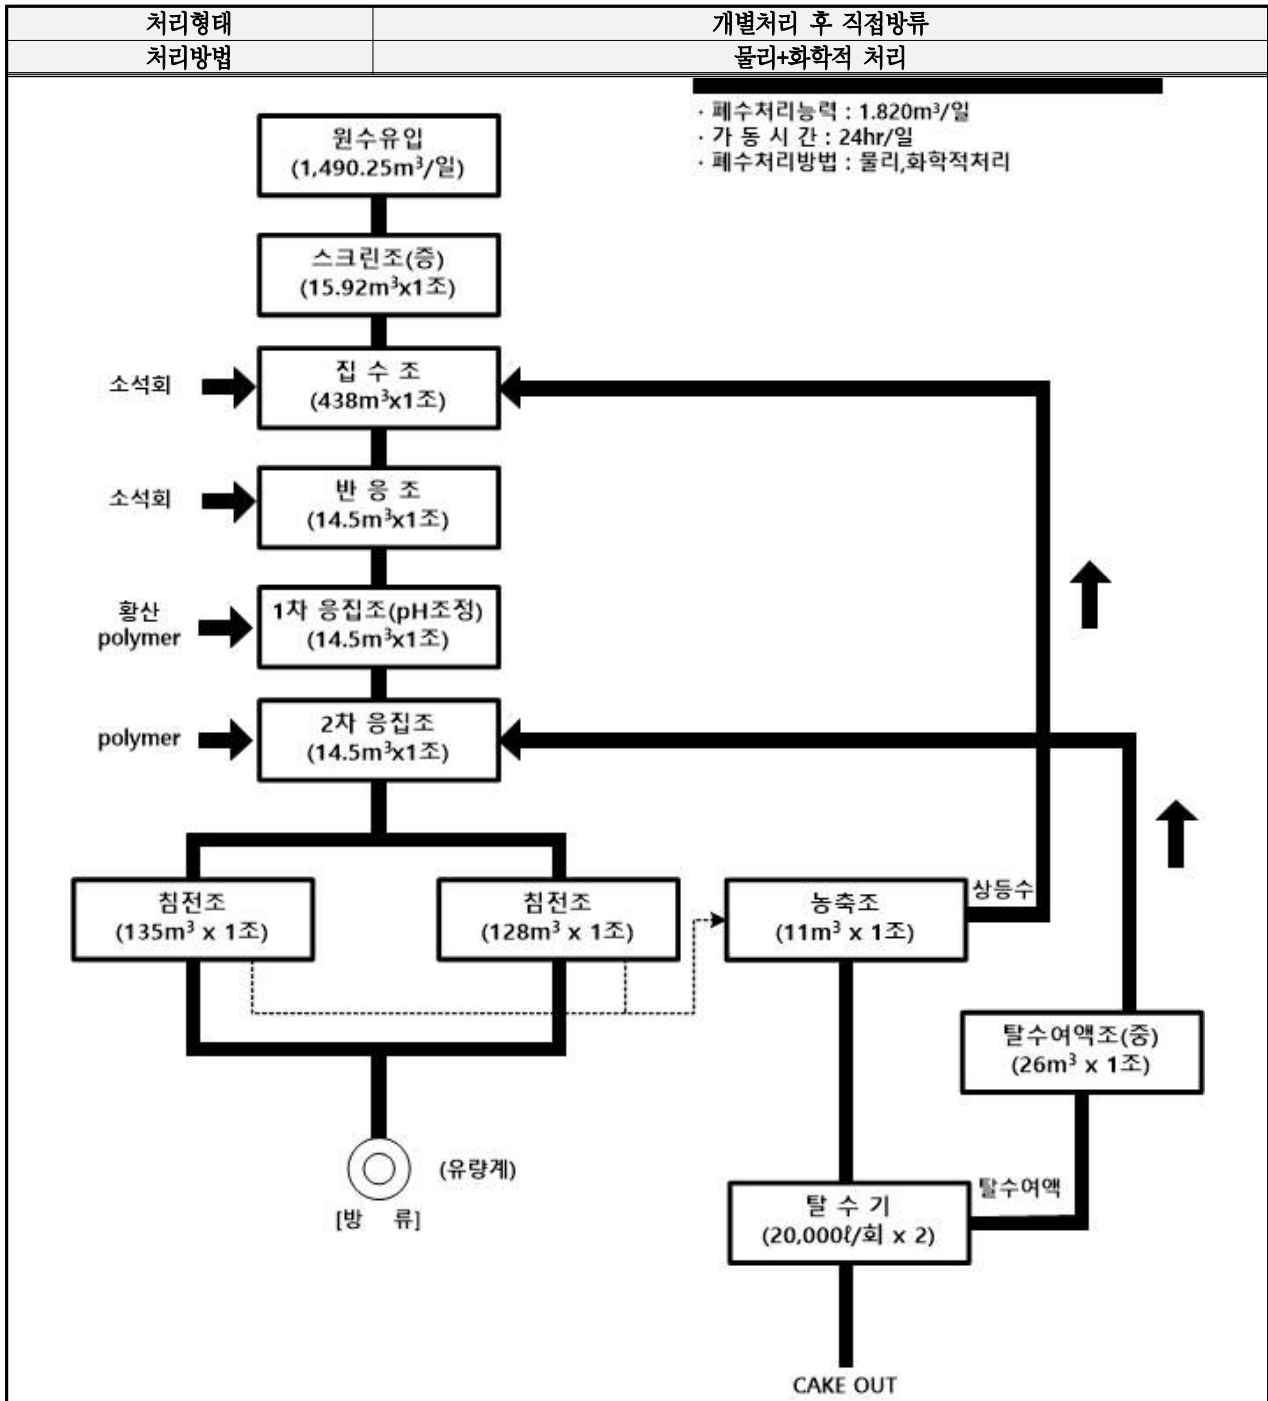 처리형태 개별처리 후 직접방류
처리방법 물리+화학적 처리
· 폐수처리능력 : 1.820m³/일
· 가 동 시 간 : 24hr/일
· 폐수처리방법 : 물리,화학적처리
원수유입
(1,490.25m³/일)
스크린조(증)
(15.92m³x1조)
소석회
집 수 조
(438m³x1조)
소석회
반 응 조
(14.5m³x1조)
황산
polymer
1차 응집조(pH조정)
(14.5m³x1조)
polymer
2차 응집조
(14.5m³x1조)
침전조
(135m³ x 1조)
침전조
(128m³ x 1조)
농축조
(11m³ x 1조)
상등수
탈수여액조(중)
(26m³ x 1조)
(유량계)
[방 류]
탈수여액
탈 수 기
(20,000ℓ/회 x 2)
CAKE OUT